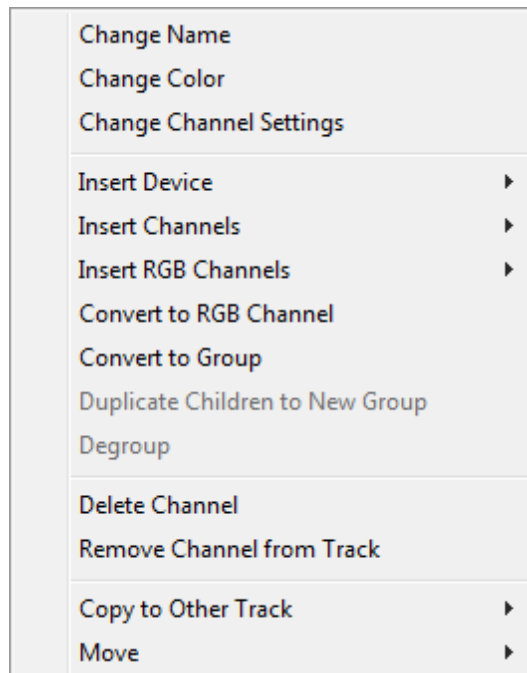 Change Name
Change Color
Change Channel Settings
Insert Device
Insert Channels
Insert RGB Channels
Convert to RGB Channel
Convert to Group
Duplicate Children to New Group
Degroup
Delete Channel
Remove Channel from Track
Copy to Other Track
Move